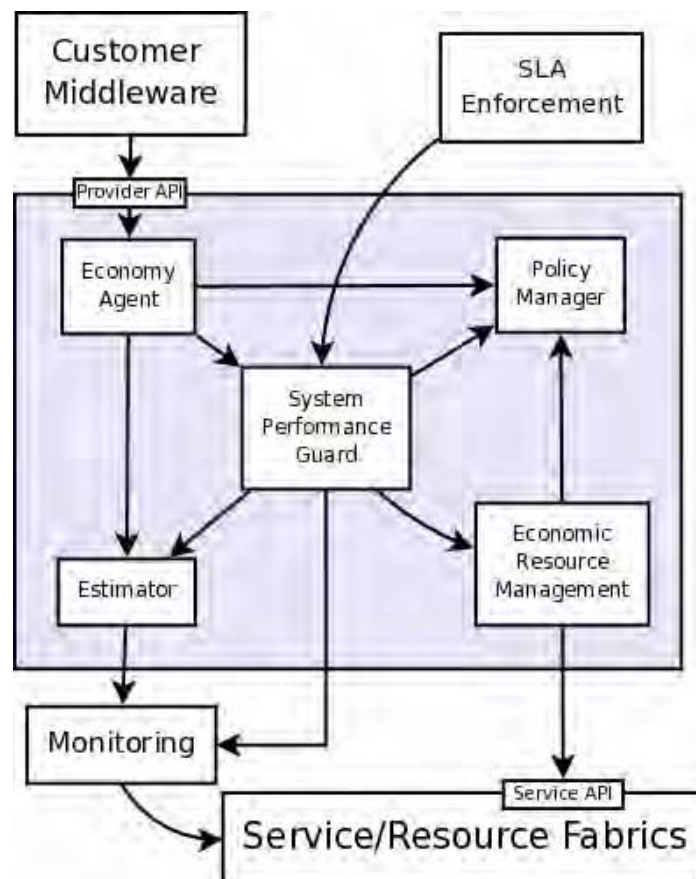 Customer
Middleware
SLA
Enforcement
Provider API
Economy
Agent
Policy
Manager
System
Performance
Guard
Economic
Resource
Management
Estimator
Monitoring
Service API
Service/Resource Fabrics